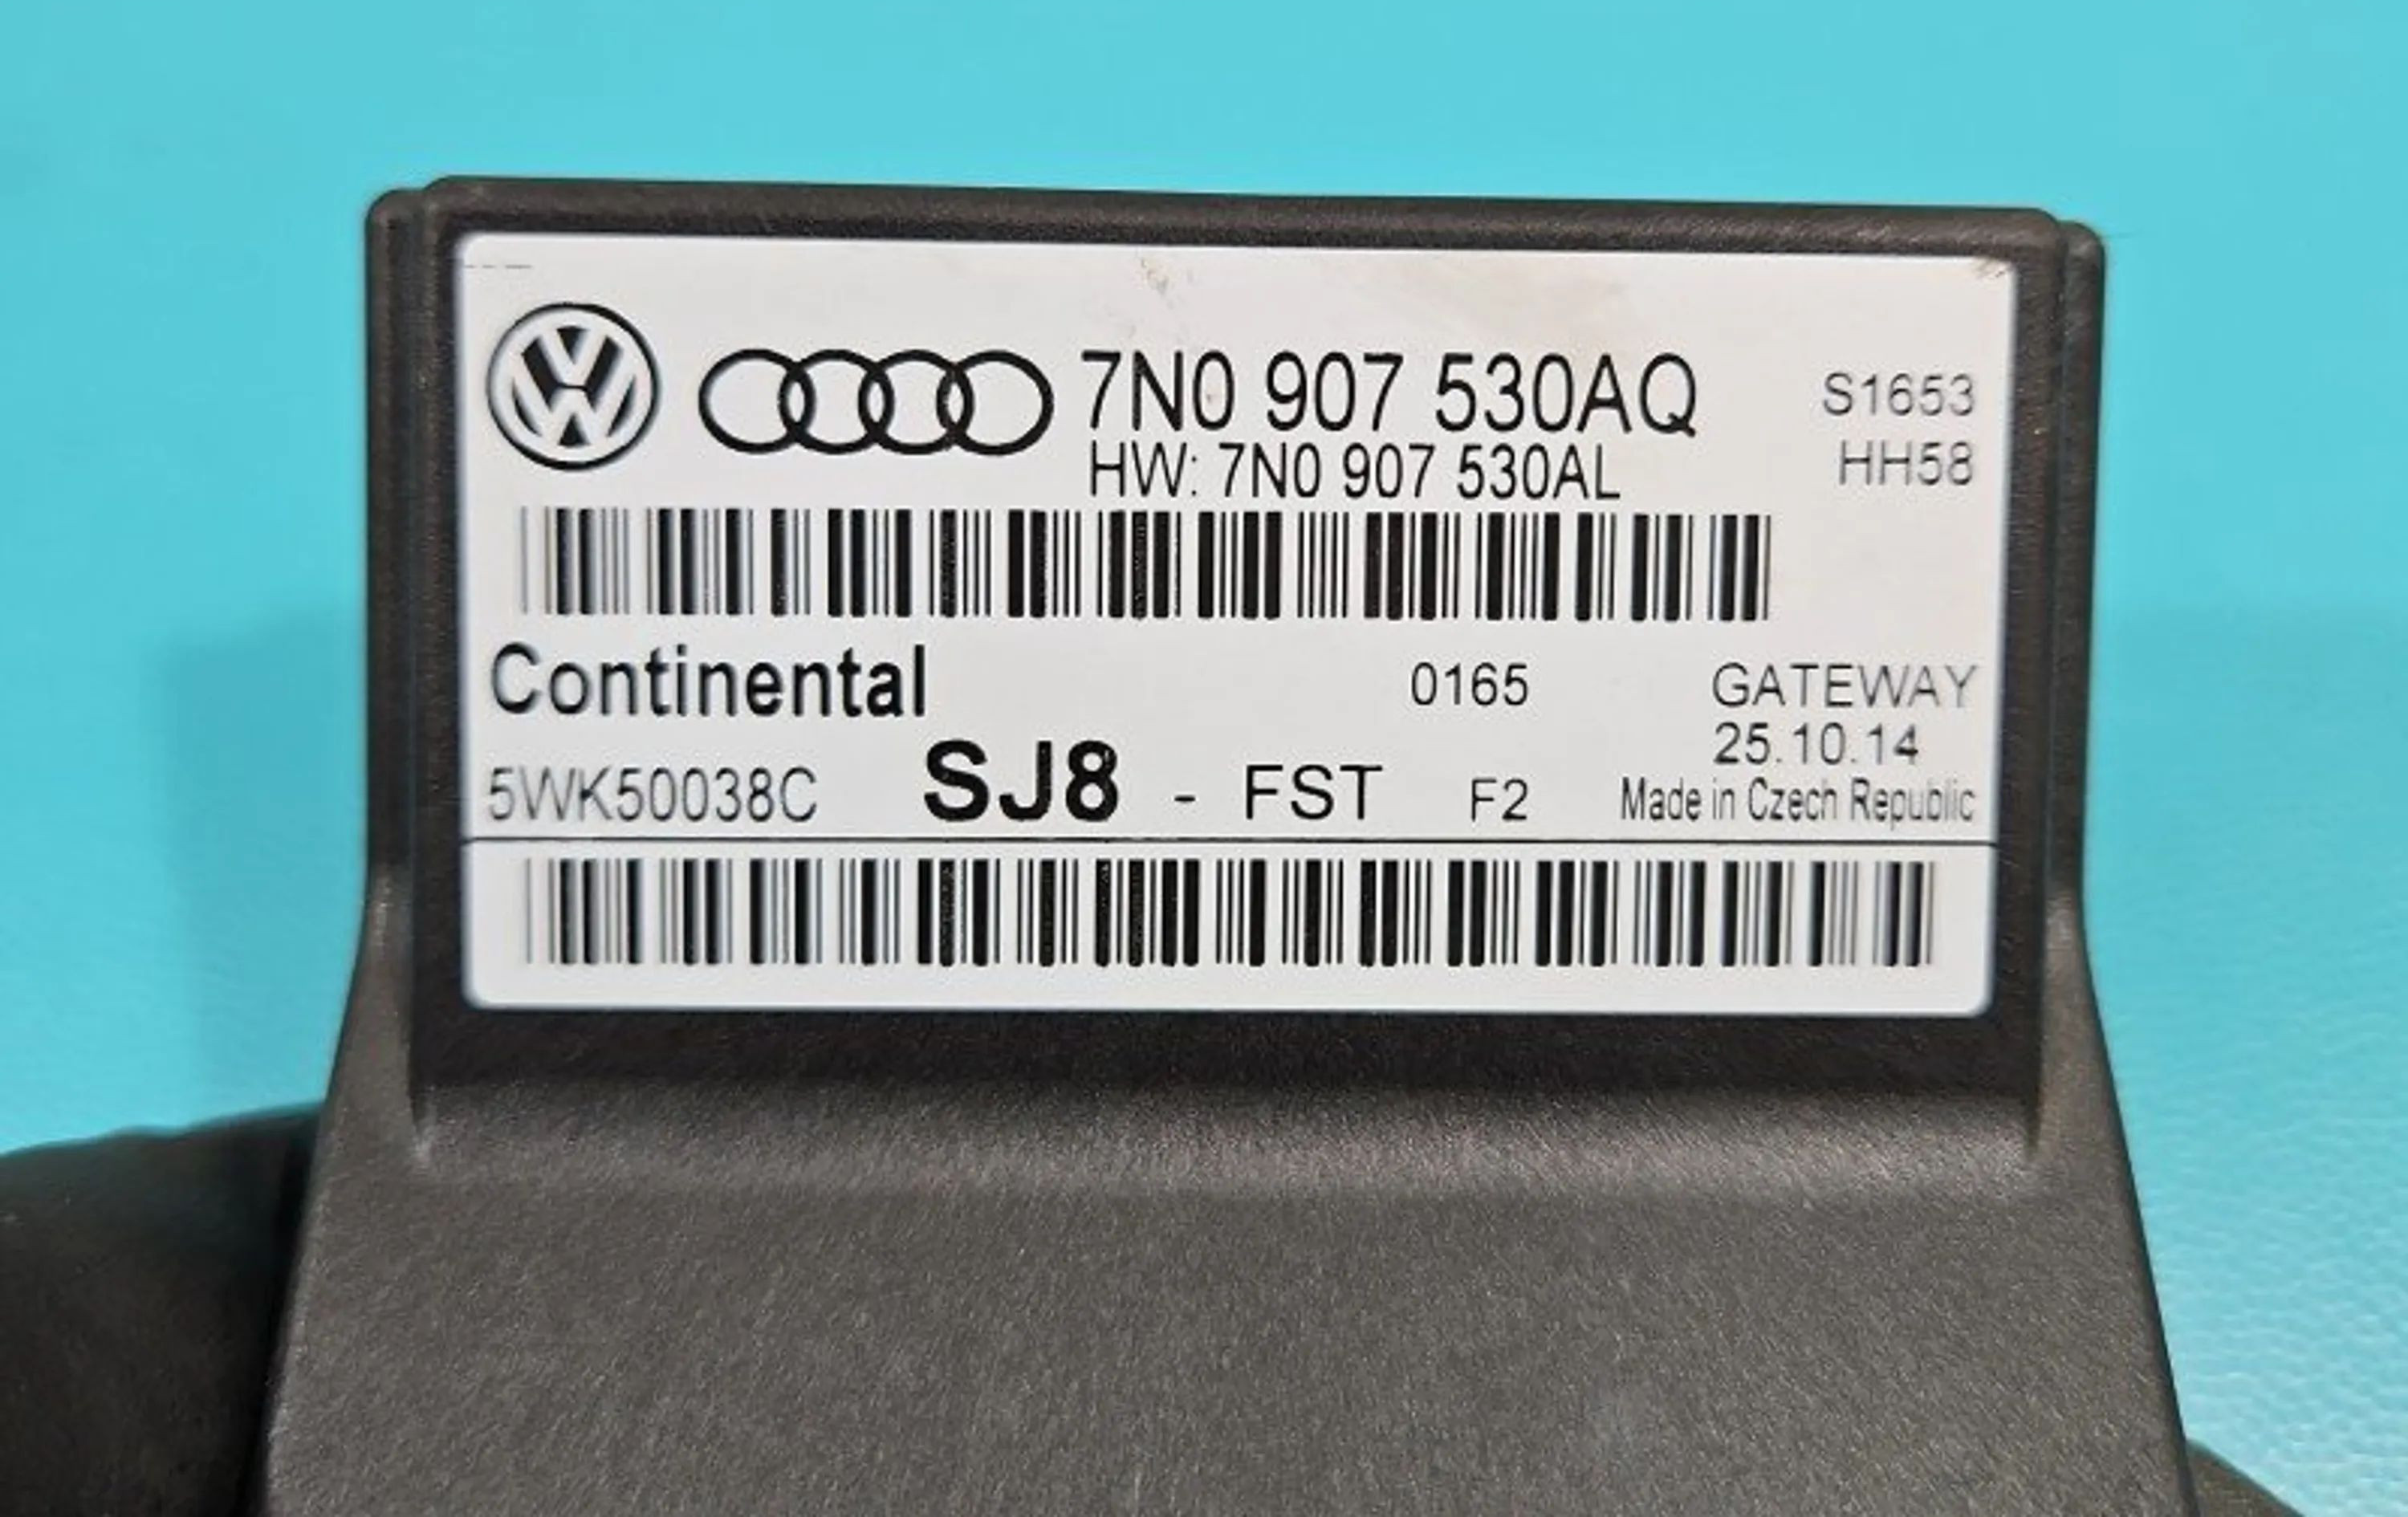 7N0 907 530AQ S1653
HW: 7N0 907 530AL HH58
Continental 0165 GATEWAY
25.10.14
5WK50038C SJ8 - FST F2 Made in Czech Republic